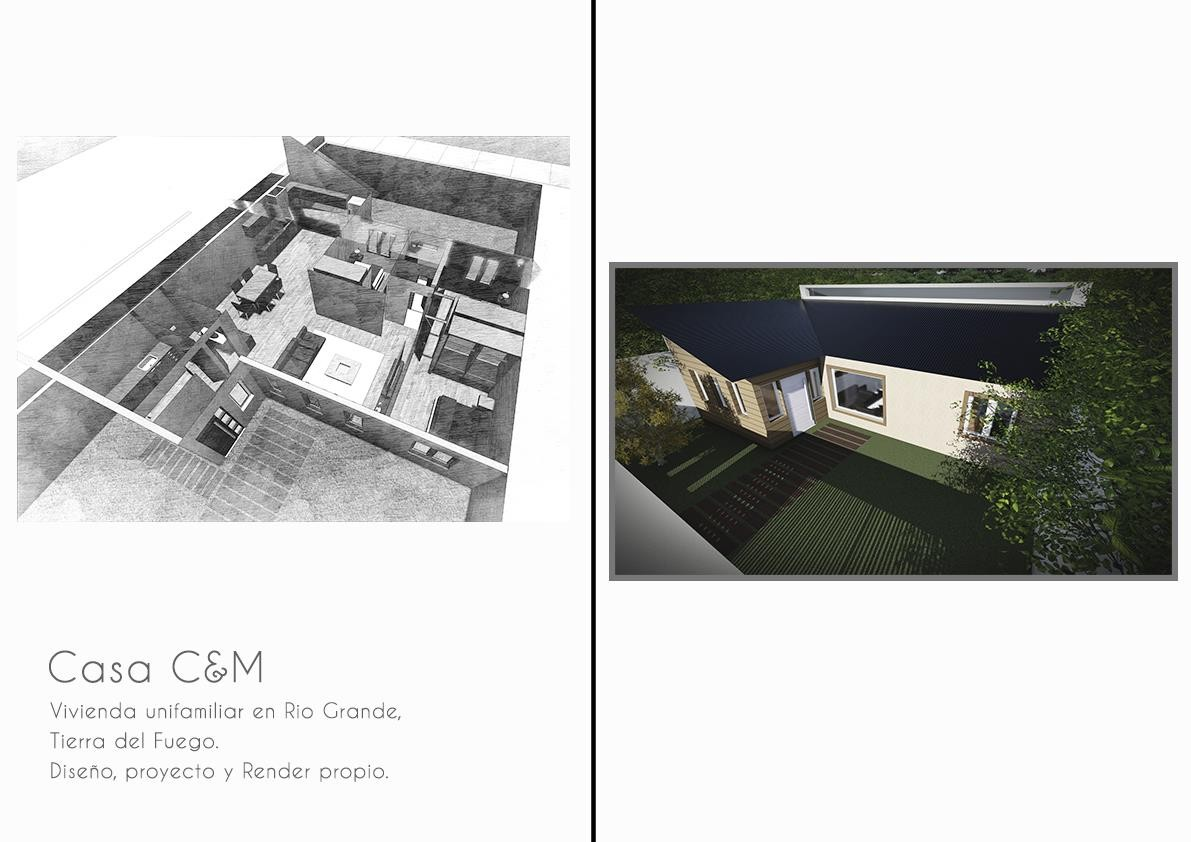 Casa C&M
Vivienda unifamiliar en Rio Grande,
Tierra del Fuego.
Diseño, proyecto y Render propio.